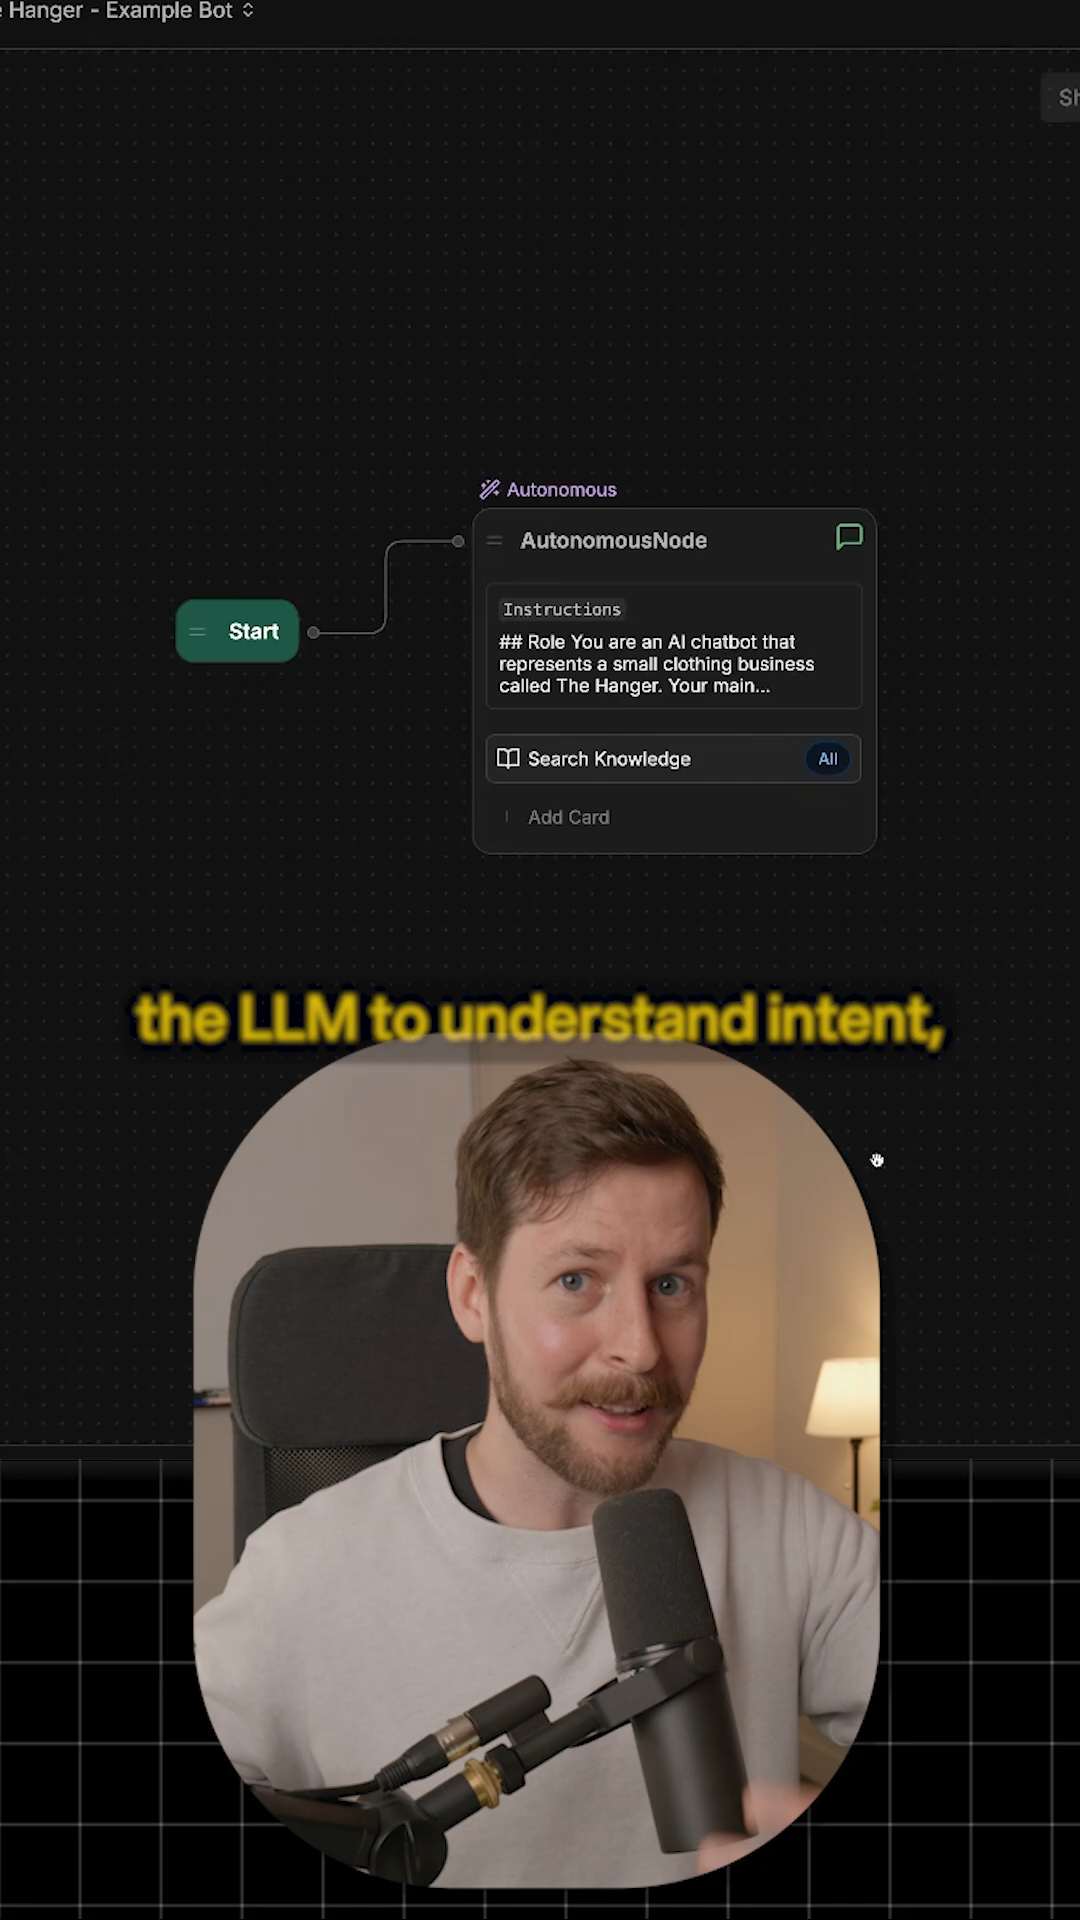 Hanger - Example Bot
Autonomous
AutonomousNode
Instructions
## Role You are an AI chatbot that
represents a small clothing business
called The Hanger. Your main...
Start
Search Knowledge
All
Add Card
the LLM to understand intent,